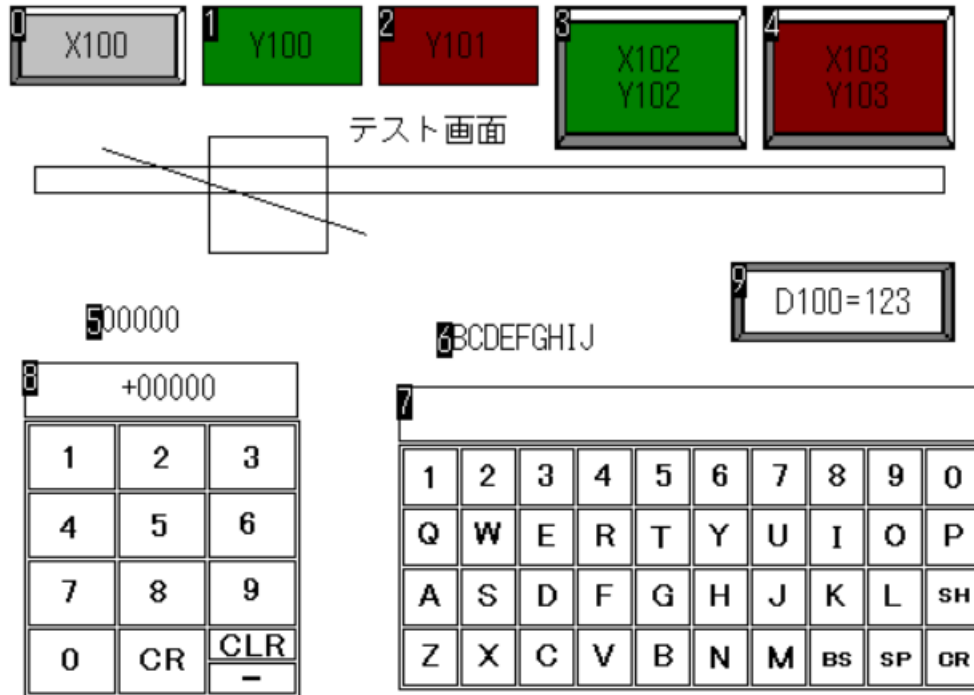 0 X100
1 Y100
2 Y101
3 X102
Y102
4 X103
Y103
テスト画面
9 D100=123
5 00000
6 BCDEFGHIJ
8 +00000
7
1 2 3
4 5 6
7 8 9
0 CR CLR
−
1 2 3 4 5 6 7 8 9 0
Q W E R T Y U I O P
A S D F G H J K L SH
Z X C V B N M BS SP CR